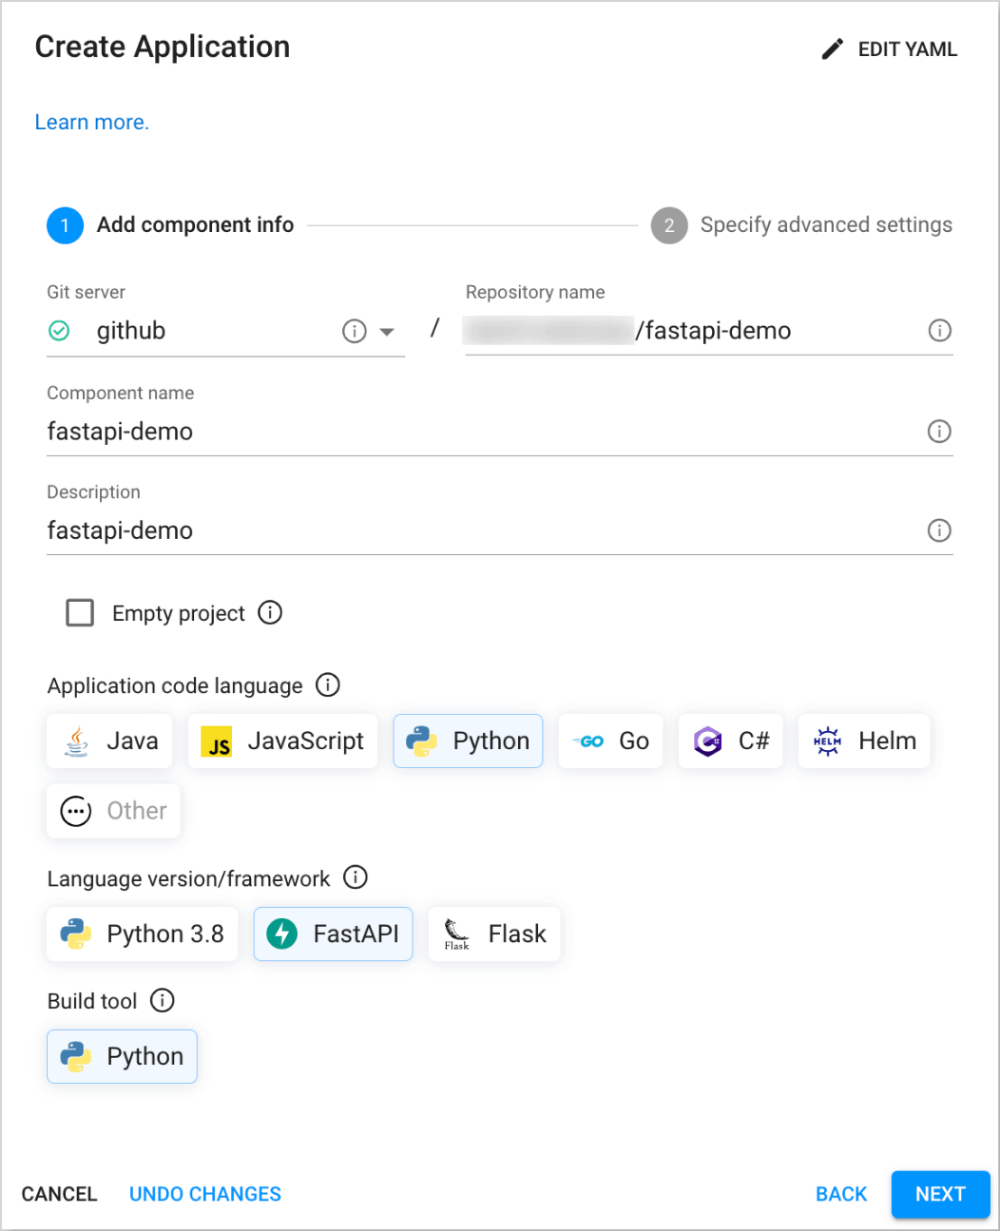 Create Application
EDIT YAML
Learn more.
1 Add component info
2 Specify advanced settings
Git server
Repository name
github
/
/fastapi-demo
Component name
fastapi-demo
Description
fastapi-demo
Empty project
Application code language
Java
JS JavaScript
Python
GO Go
C# C#
HELM Helm
Other
Language version/framework
Python 3.8
FastAPI
Flask Flask
Build tool
Python
CANCEL
UNDO CHANGES
BACK
NEXT